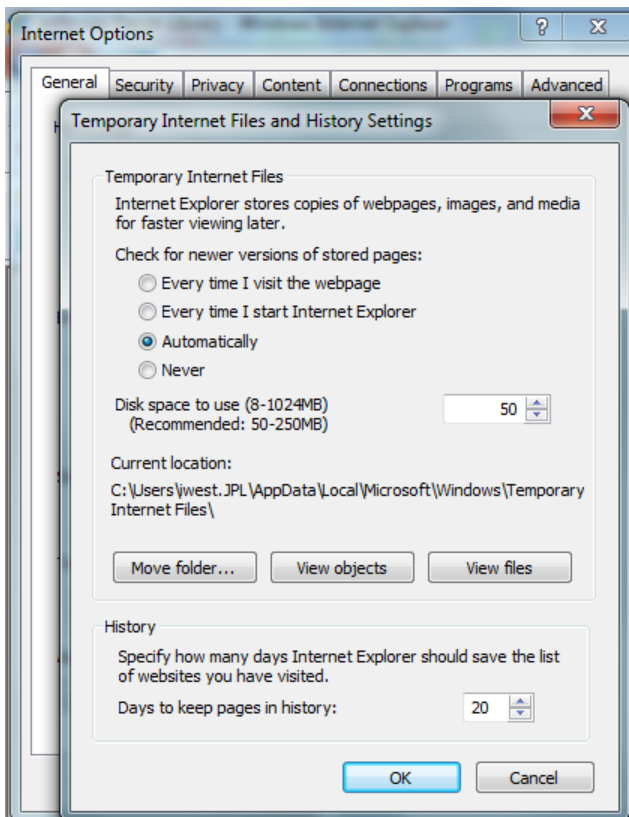 Library - Windows Internet Explorer
Internet Options
General Security Privacy Content Connections Programs Advanced
Temporary Internet Files and History Settings
Temporary Internet Files
Internet Explorer stores copies of webpages, images, and media
for faster viewing later.
Check for newer versions of stored pages:
Every time I visit the webpage
Every time I start Internet Explorer
Automatically
Never
Disk space to use (8-1024MB) 50
(Recommended: 50-250MB)
Current location:
C:\Users\jwest.JPL\AppData\Local\Microsoft\Windows\Temporary
Internet Files\
Move folder... View objects View files
History
Specify how many days Internet Explorer should save the list
of websites you have visited.
Days to keep pages in history: 20
OK Cancel